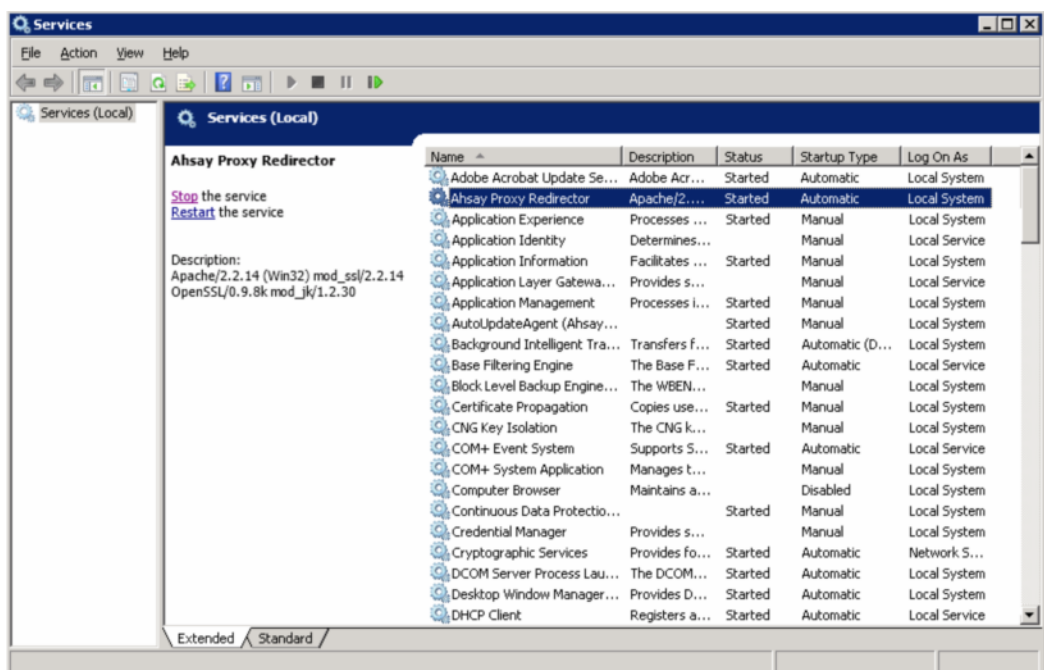 Services
File Action View Help
Services (Local)
Services (Local)
Ahsay Proxy Redirector
Stop the service
Restart the service
Description:
Apache/2.2.14 (Win32) mod_ssl/2.2.14
OpenSSL/0.9.8k mod_jk/1.2.30
Name Description Status Startup Type Log On As
Adobe Acrobat Update Se... Adobe Acr... Started Automatic Local System
Ahsay Proxy Redirector Apache/2.... Started Automatic Local System
Application Experience Processes ... Started Manual Local System
Application Identity Determines... Manual Local Service
Application Information Facilitates ... Started Manual Local System
Application Layer Gatewa... Provides s... Manual Local Service
Application Management Processes i... Started Manual Local System
AutoUpdateAgent (Ahsay... Started Manual Local System
Background Intelligent Tra... Transfers f... Started Automatic (D... Local System
Base Filtering Engine The Base F... Started Automatic Local Service
Block Level Backup Engine... The WBEN... Manual Local System
Certificate Propagation Copies use... Started Manual Local System
CNG Key Isolation The CNG k... Manual Local System
COM+ Event System Supports S... Started Automatic Local Service
COM+ System Application Manages t... Manual Local System
Computer Browser Maintains a... Disabled Local System
Continuous Data Protectio... Started Manual Local System
Credential Manager Provides s... Manual Local System
Cryptographic Services Provides fo... Started Automatic Network S...
DCOM Server Process Lau... The DCOM... Started Automatic Local System
Desktop Window Manager... Provides D... Started Automatic Local System
DHCP Client Registers a... Started Automatic Local Service
Extended Standard